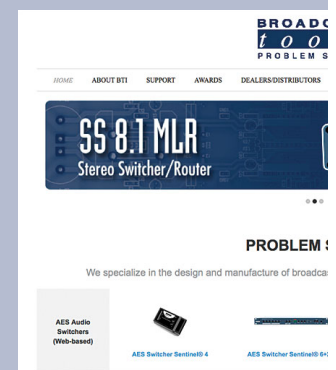 BROADC
too
PROBLEM S
HOME ABOUT BTI SUPPORT AWARDS DEALERS/DISTRIBUTORS
SS 8.1 MLR
Stereo Switcher/Router
PROBLEM S
We specialize in the design and manufacture of broadcas
AES Audio
Switchers
(Web-based)
AES Switcher Sentinel® 4 AES Switcher Sentinel® 6+